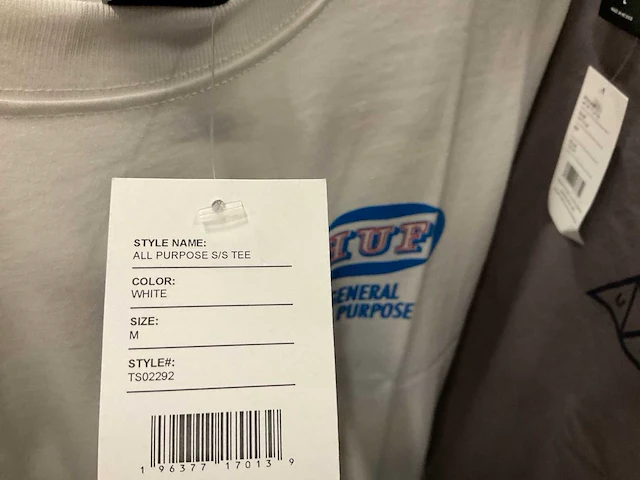 STYLE NAME:
ALL PURPOSE S/S TEE
COLOR:
WHITE
SIZE:
M
STYLE#:
TS02292
1 96377 17013 9
HUF
GENERAL
PURPOSE